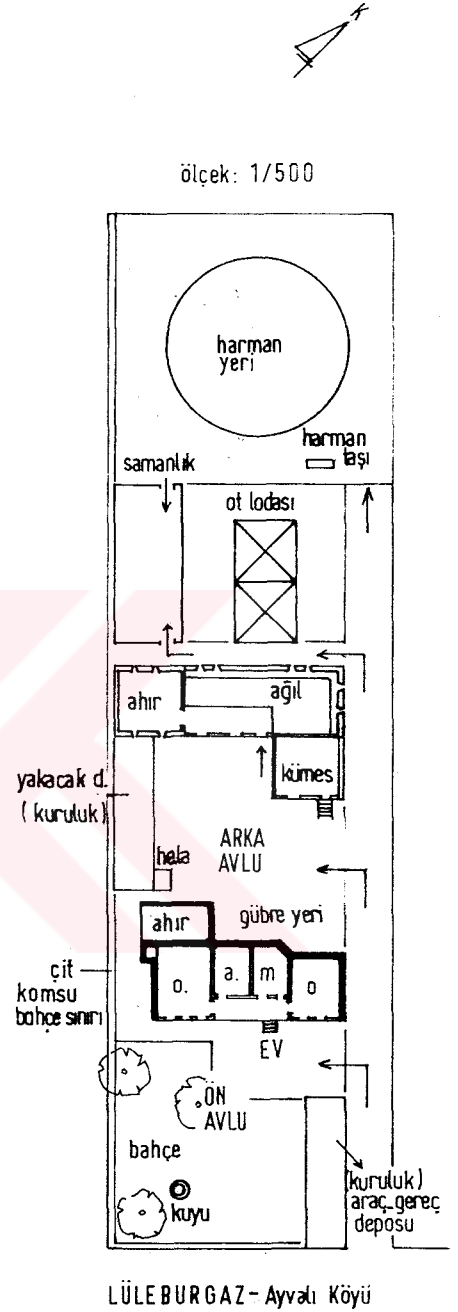 K
ölçek: 1/500
harman
yeri
harman
taşı
samanlık
ot lodası
ahır
ağıl
kümes
yakacak d.
(kuruluk)
ARKA
AVLU
hela
ahır
gübre yeri
çit
komsu
bahçe sınırı
o.
a.
m
o
EV
ÖN
AVLU
bahçe
kuyu
(kuruluk)
araç-gereç
deposu
LÜLEBURGAZ-Ayvalı Köyü